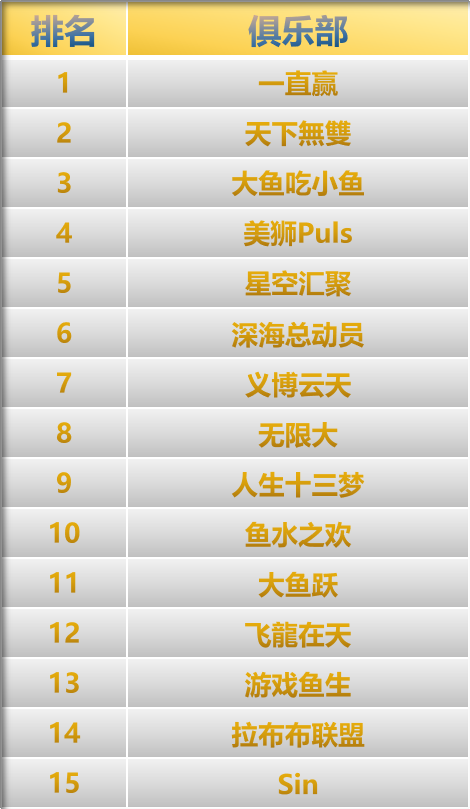 排名 俱乐部
1 一直赢
2 天下無雙
3 大鱼吃小鱼
4 美狮Puls
5 星空汇聚
6 深海总动员
7 义博云天
8 无限大
9 人生十三梦
10 鱼水之欢
11 大鱼跃
12 飞龍在天
13 游戏鱼生
14 拉布布联盟
15 Sin